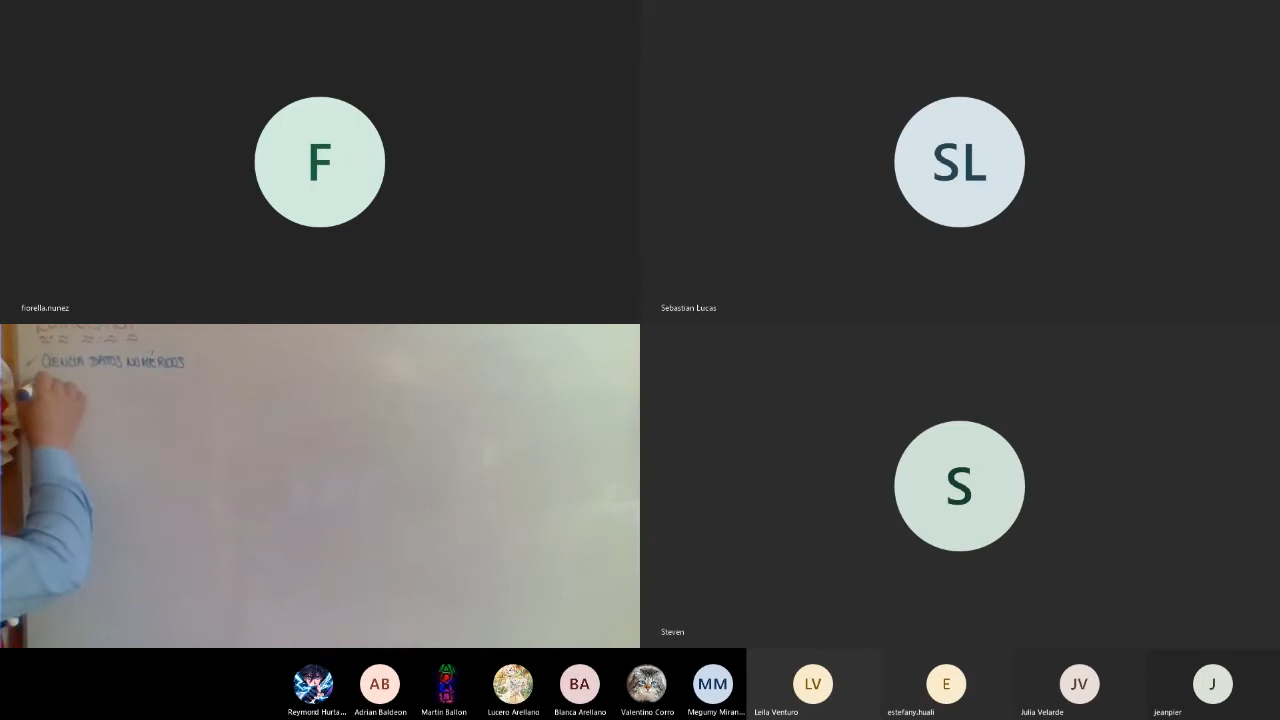 F
SL
fiorella.nunez
Sebastian Lucas
✓ CIENCIA DATOS NUMÉRICOS
S
Steven
AB
BA
MM
LV
E
JV
J
Reymond Hurta...
Adrian Baldeon
Martin Ballon
Lucero Arellano
Blanca Arellano
Valentino Corro
Megumy Miran...
Leila Venturo
estefany.huali
Julia Velarde
jeanpier